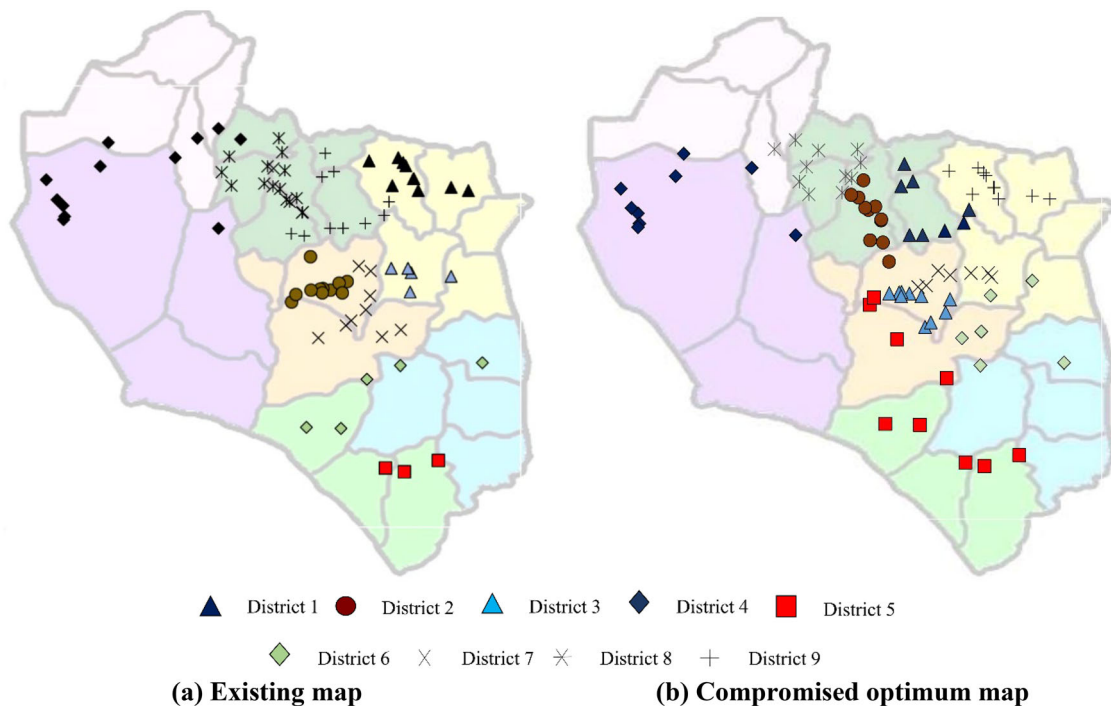 District 1 District 2 District 3 District 4 District 5
District 6 District 7 District 8 District 9
(a) Existing map (b) Compromised optimum map